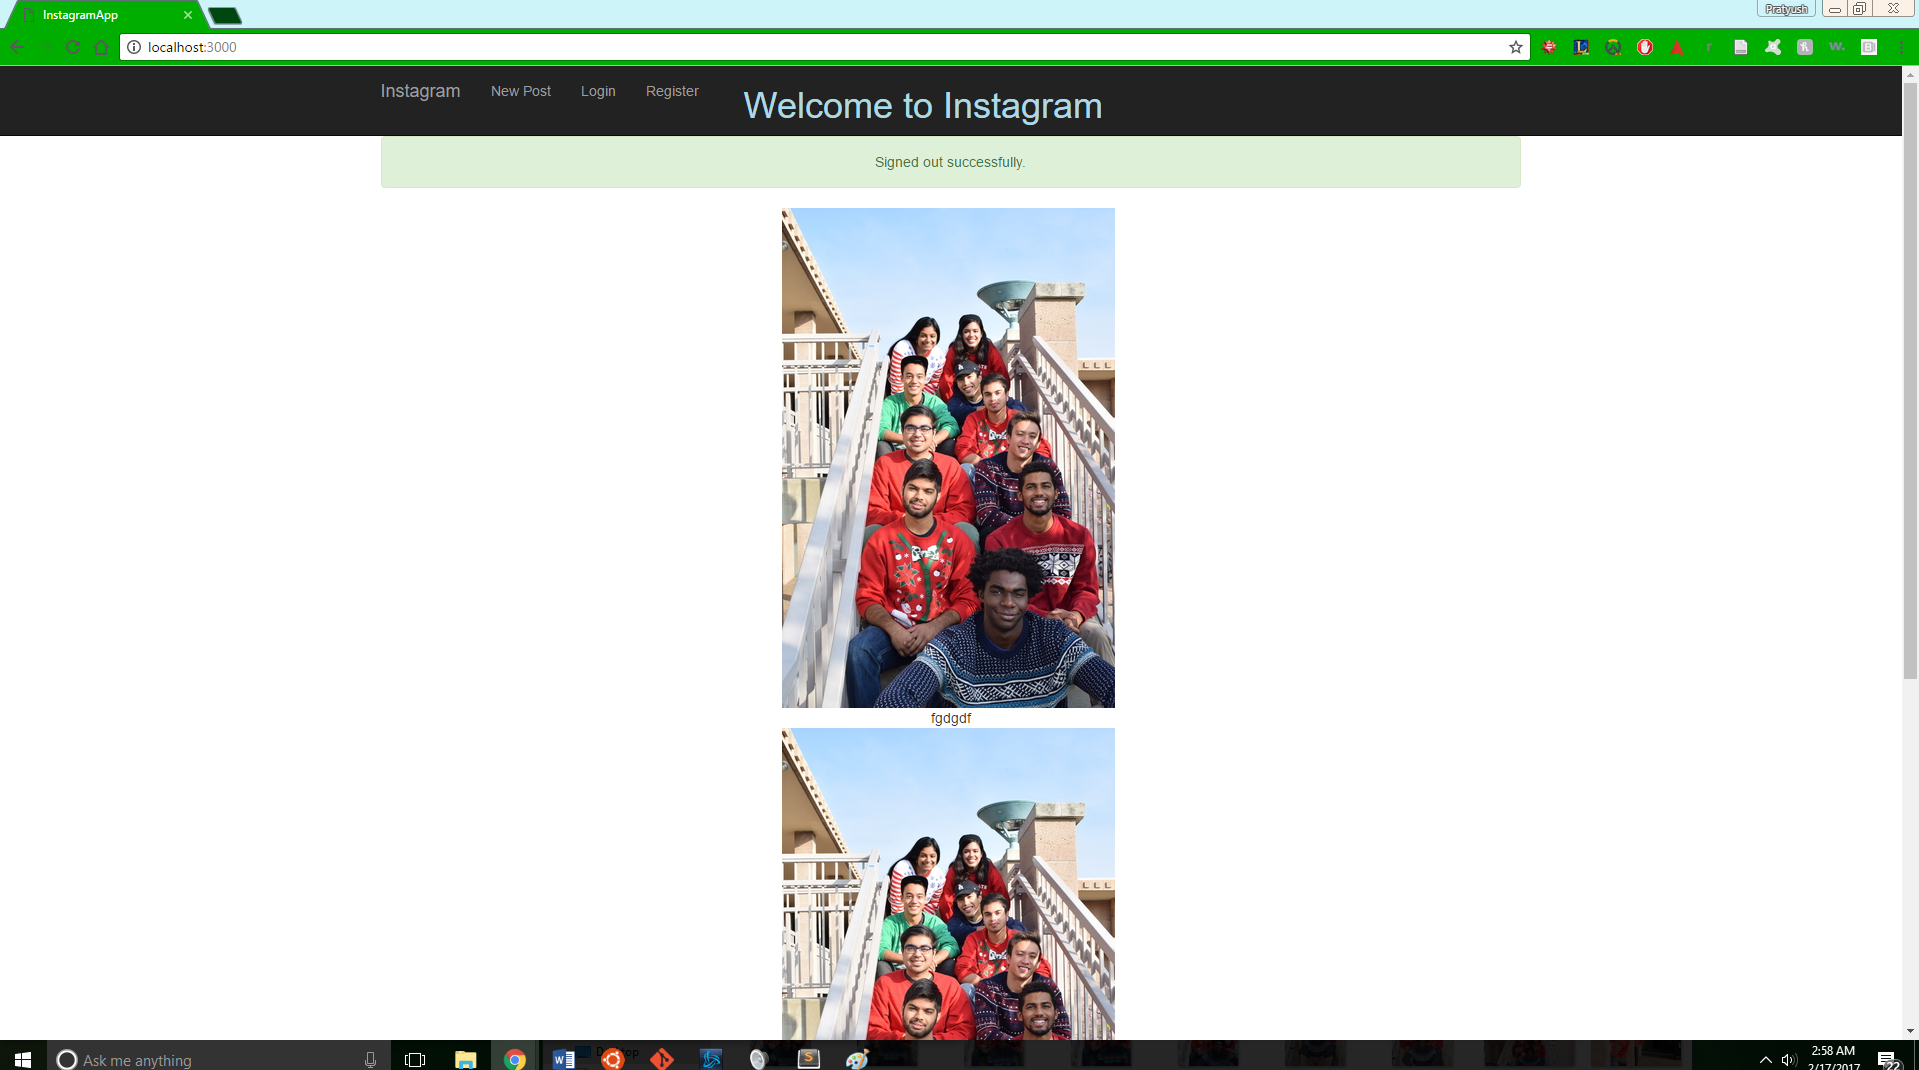 InstagramApp
Pratyush
localhost:3000
Instagram New Post Login Register Welcome to Instagram
Signed out successfully.
fgdgdf
Ask me anything
2:58 AM
2/17/2017
22